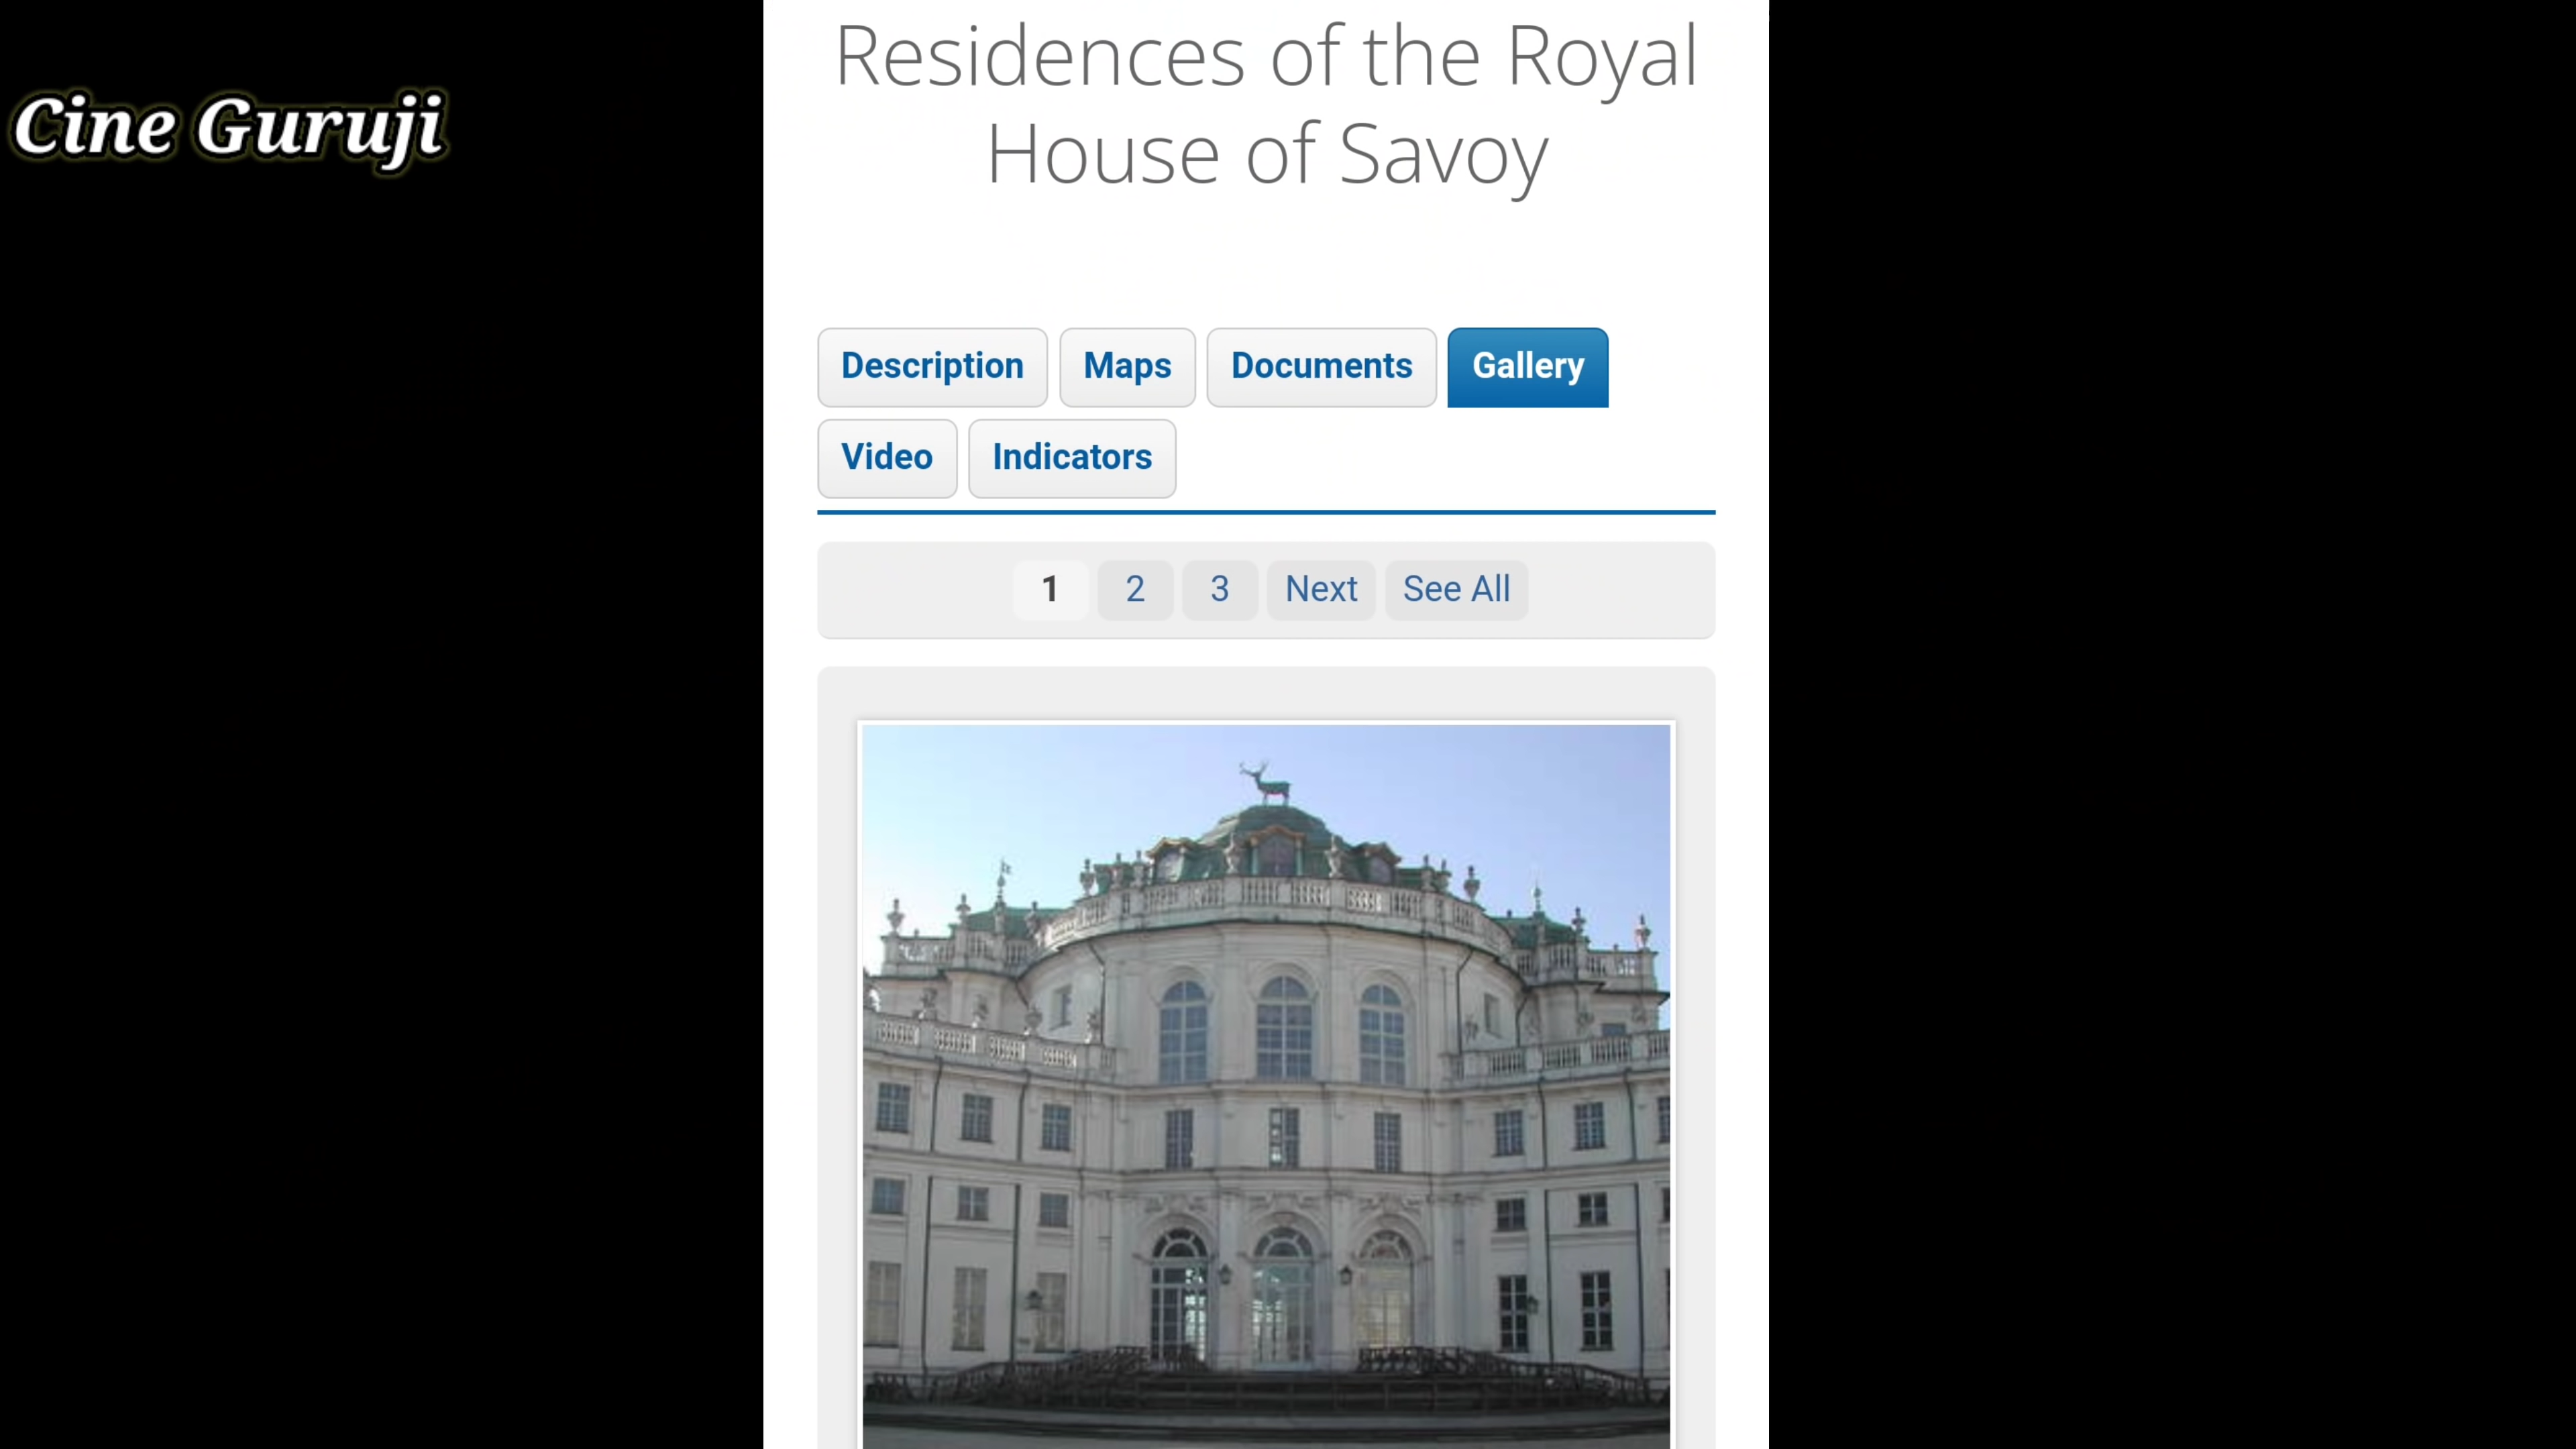 Cine Guruji
Residences of the Royal
House of Savoy
Description Maps Documents Gallery
Video Indicators
1 2 3 Next See All